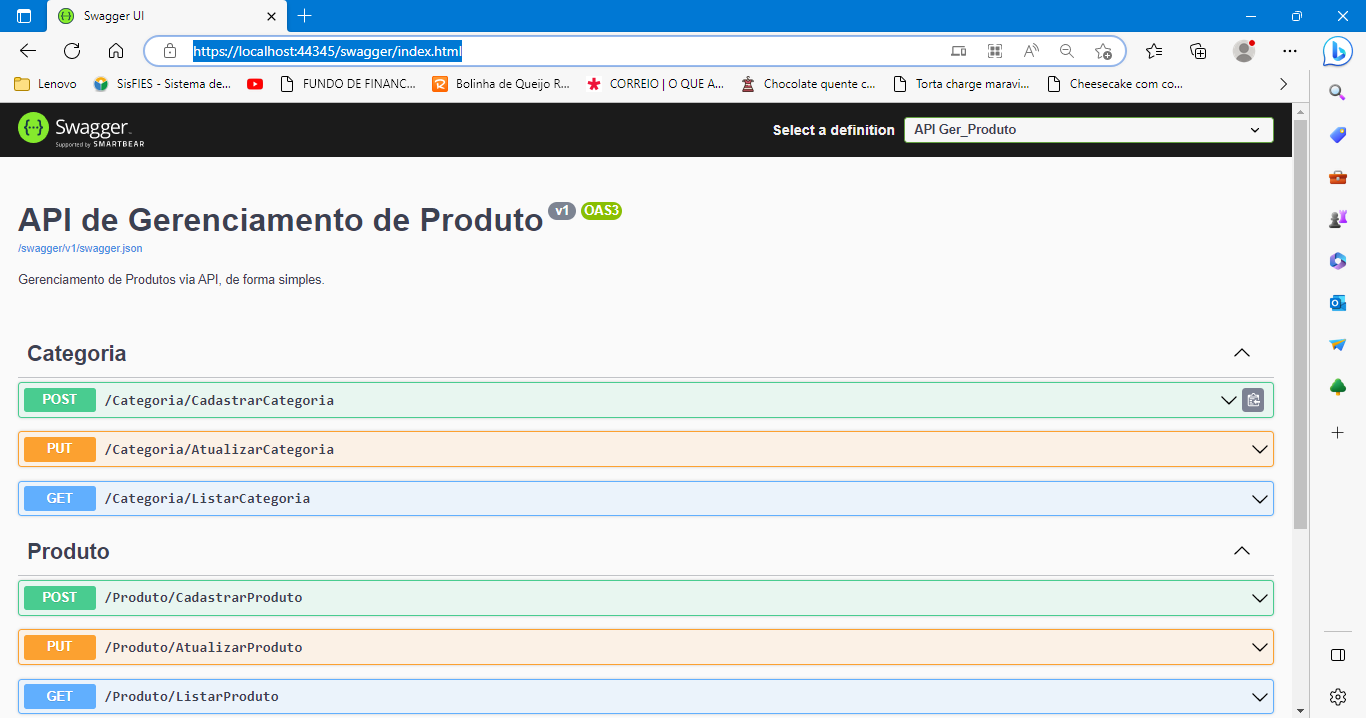 Swagger UI
https://localhost:44345/swagger/index.html
Lenovo
SisFIES - Sistema de...
FUNDO DE FINANC...
Bolinha de Queijo R...
CORREIO | O QUE A...
Chocolate quente c...
Torta charge maravi...
Cheesecake com co...
Swagger
Supported by SMARTBEAR
Select a definition
API Ger_Produto
API de Gerenciamento de Produto v1 OAS3
/swagger/v1/swagger.json
Gerenciamento de Produtos via API, de forma simples.
Categoria
POST /Categoria/CadastrarCategoria
PUT /Categoria/AtualizarCategoria
GET /Categoria/ListarCategoria
Produto
POST /Produto/CadastrarProduto
PUT /Produto/AtualizarProduto
GET /Produto/ListarProduto